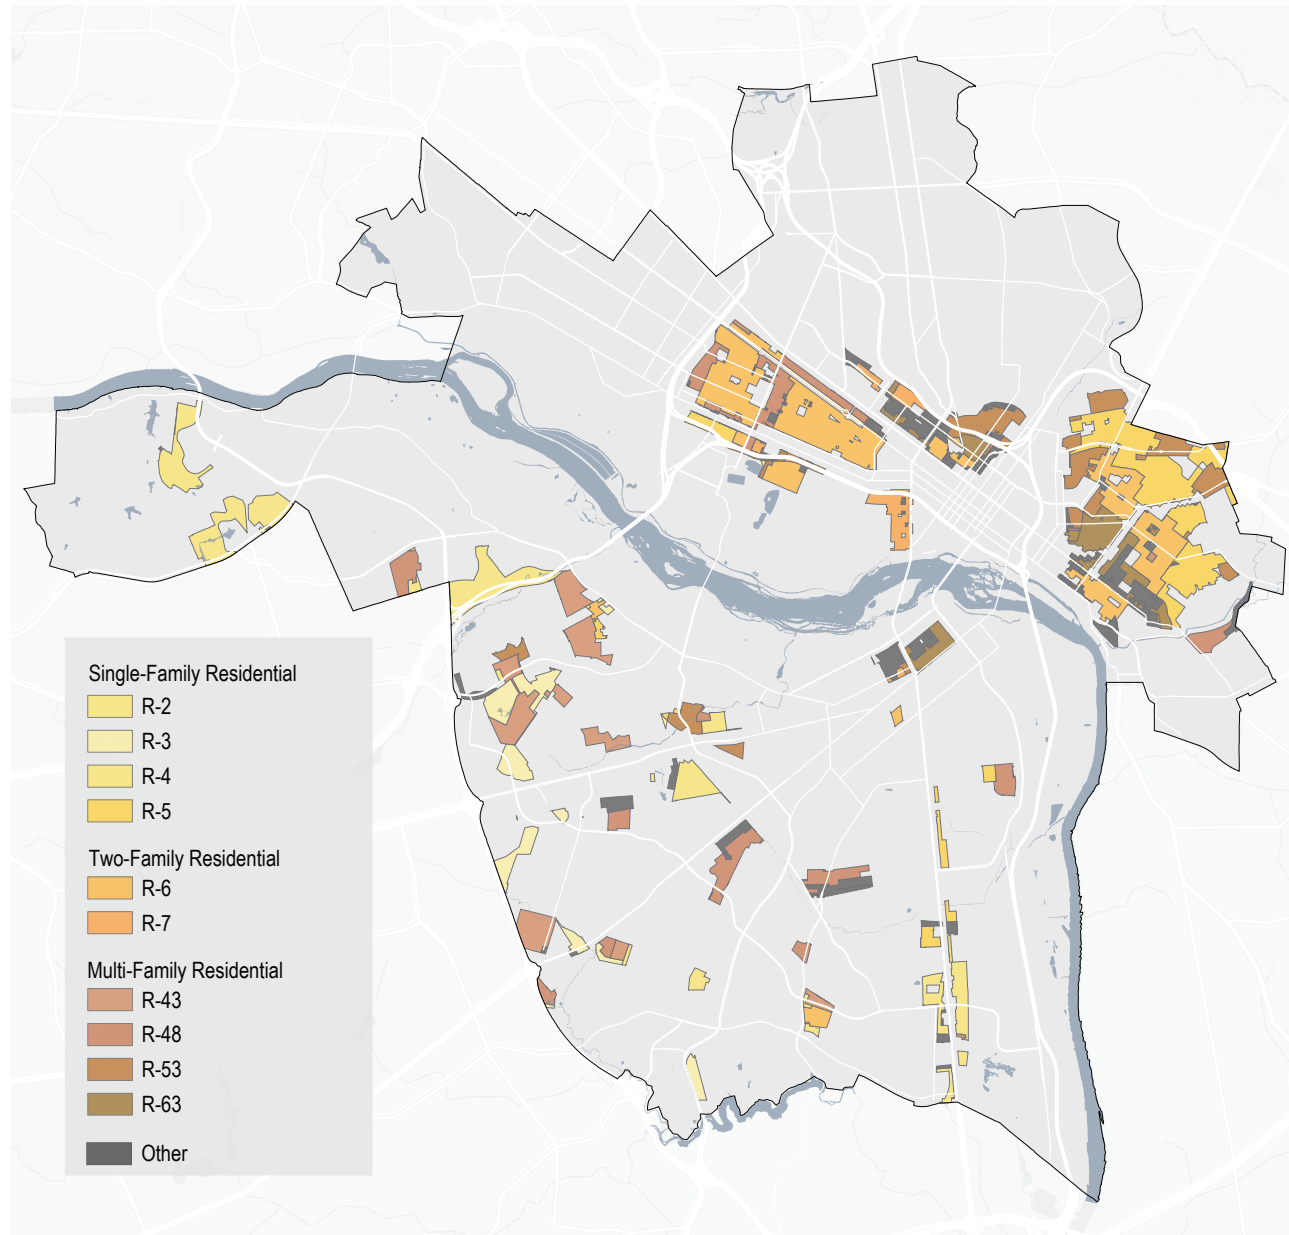 Single-Family Residential
R-2
R-3
R-4
R-5
Two-Family Residential
R-6
R-7
Multi-Family Residential
R-43
R-48
R-53
R-63
Other